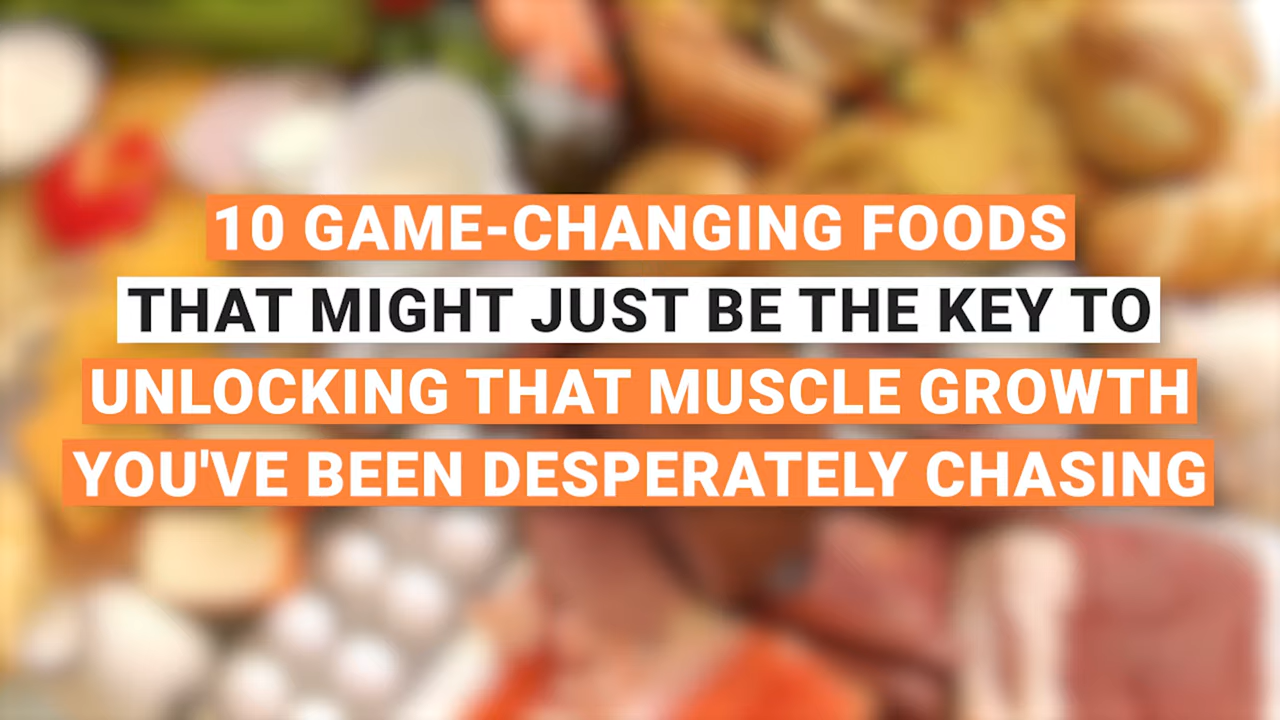 10 GAME-CHANGING FOODS
THAT MIGHT JUST BE THE KEY TO
UNLOCKING THAT MUSCLE GROWTH
YOU'VE BEEN DESPERATELY CHASING